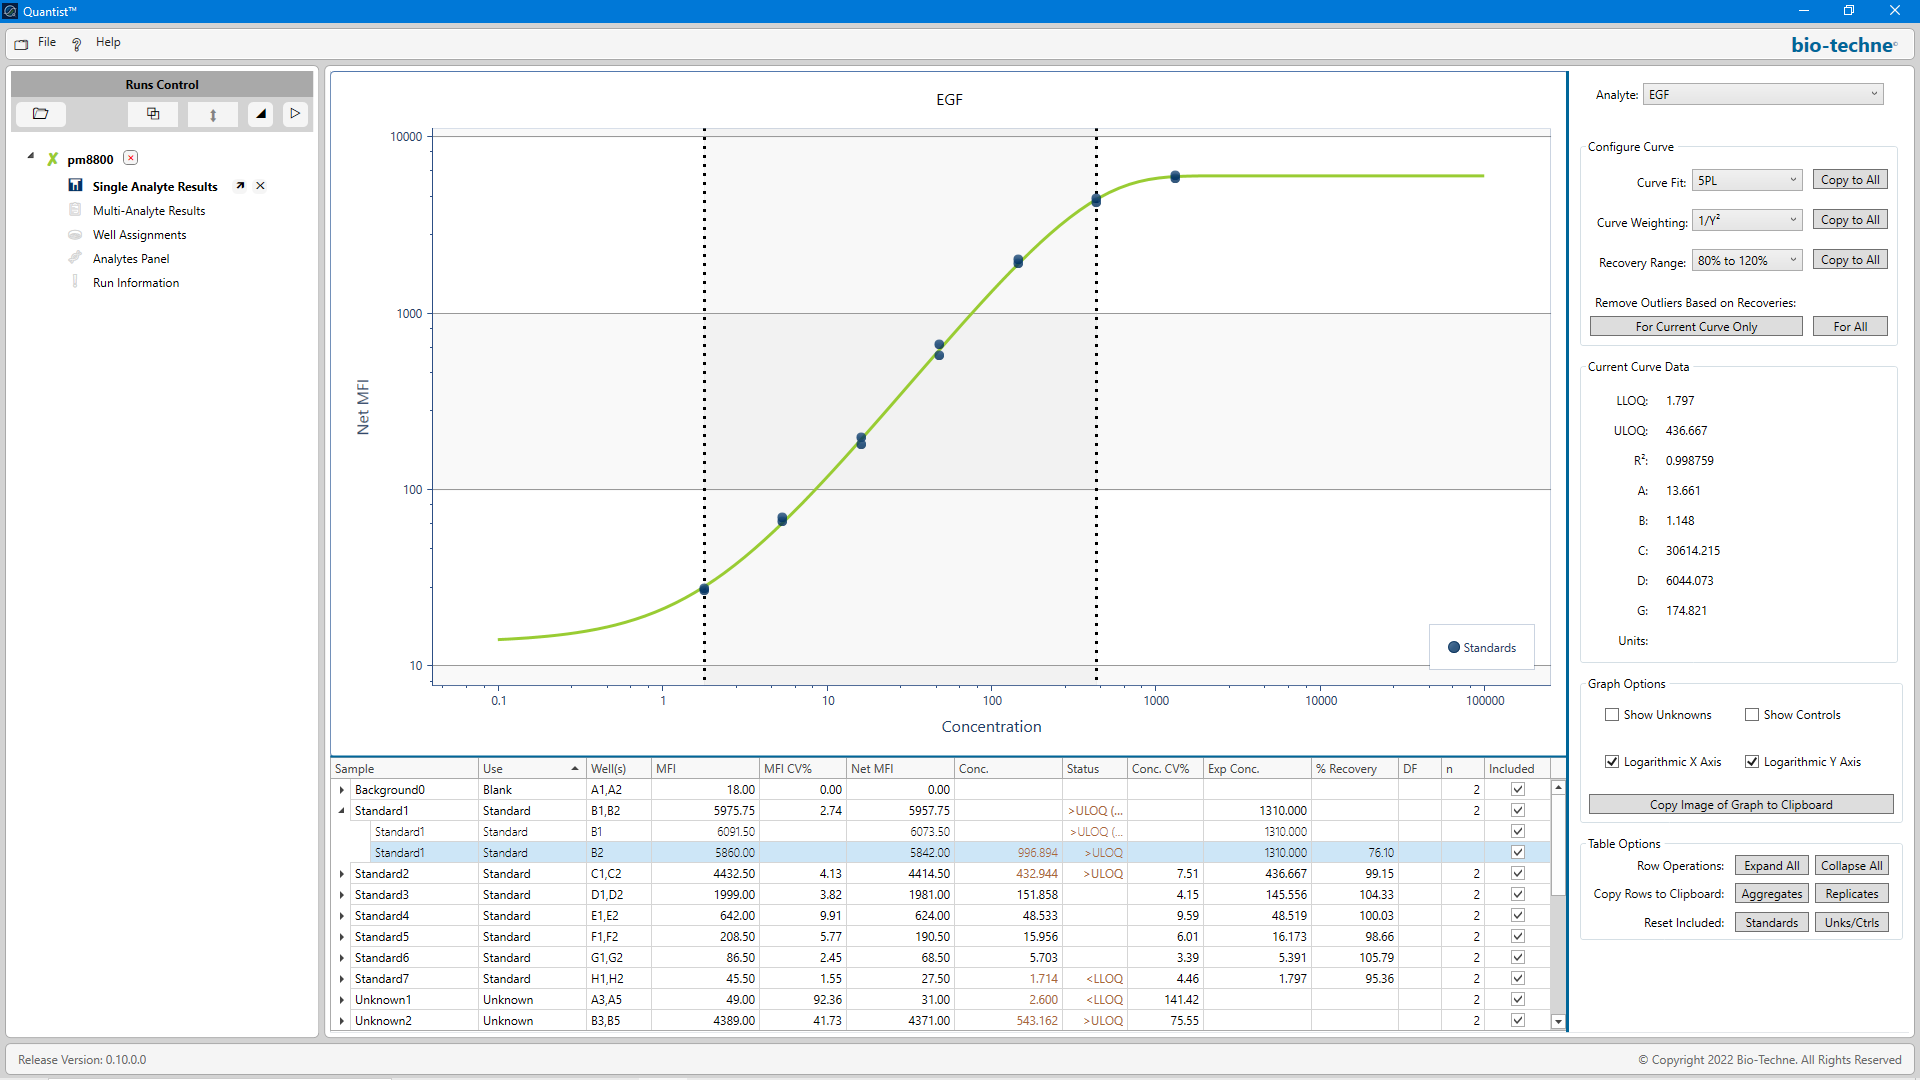 Quantist™
File
Help
bio-techne®
Runs Control
pm8800
Single Analyte Results
Multi-Analyte Results
Well Assignments
Analytes Panel
Run Information
EGF
Net MFI
10000
1000
100
10
0.1 1 10 100 1000 10000 100000
Concentration
Standards
Sample Use Well(s) MFI MFI CV% Net MFI Conc. Status Conc. CV% Exp Conc. % Recovery DF n Included
Background0 Blank A1,A2 18.00 0.00 0.00 2
Standard1 Standard B1,B2 5975.75 2.74 5957.75 >ULOQ (... 1310.000 2
Standard1 Standard B1 6091.50 6073.50 >ULOQ (... 1310.000
Standard1 Standard B2 5860.00 5842.00 996.894 >ULOQ 1310.000 76.10
Standard2 Standard C1,C2 4432.50 4.13 4414.50 432.944 >ULOQ 7.51 436.667 99.15 2
Standard3 Standard D1,D2 1999.00 3.82 1981.00 151.858 4.15 145.556 104.33 2
Standard4 Standard E1,E2 642.00 9.91 624.00 48.533 9.59 48.519 100.03 2
Standard5 Standard F1,F2 208.50 5.77 190.50 15.956 6.01 16.173 98.66 2
Standard6 Standard G1,G2 86.50 2.45 68.50 5.703 3.39 5.391 105.79 2
Standard7 Standard H1,H2 45.50 1.55 27.50 1.714 <LLOQ 4.46 1.797 95.36 2
Unknown1 Unknown A3,A5 49.00 92.36 31.00 2.600 <LLOQ 141.42 2
Unknown2 Unknown B3,B5 4389.00 41.73 4371.00 543.162 >ULOQ 75.55 2
Analyte: EGF
Configure Curve
Curve Fit: 5PL Copy to All
Curve Weighting: 1/Y² Copy to All
Recovery Range: 80% to 120% Copy to All
Remove Outliers Based on Recoveries:
For Current Curve Only For All
Current Curve Data
LLOQ: 1.797
ULOQ: 436.667
R²: 0.998759
A: 13.661
B: 1.148
C: 30614.215
D: 6044.073
G: 174.821
Units:
Graph Options
Show Unknowns Show Controls
Logarithmic X Axis Logarithmic Y Axis
Copy Image of Graph to Clipboard
Table Options
Row Operations: Expand All Collapse All
Copy Rows to Clipboard: Aggregates Replicates
Reset Included: Standards Unks/Ctrls
Release Version: 0.10.0.0
© Copyright 2022 Bio-Techne. All Rights Reserved